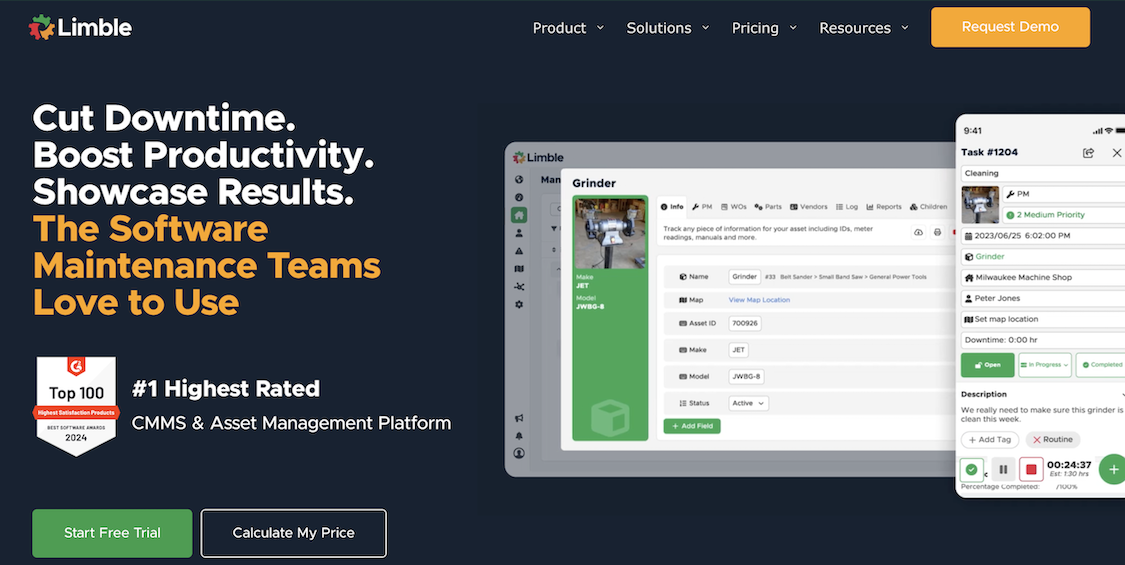 Limble
Product
Solutions
Pricing
Resources
Request Demo
Cut Downtime.
Boost Productivity.
Showcase Results.
The Software
Maintenance Teams
Love to Use
Top 100
Highest Satisfaction Products
BEST SOFTWARE AWARDS
2024
#1 Highest Rated
CMMS & Asset Management Platform
Start Free Trial
Calculate My Price
Limble
Man
Grinder
Info
PM
WOs
Parts
Vendors
Log
Reports
Children
Track any piece of information for your asset including IDs, meter
readings, manuals and more.
Make
JET
Model
JWBG-8
Name
Grinder
#33
Belt Sander > Small Band Saw > General Power Tools
Map
View Map Location
Asset ID
700926
Make
JET
Model
JWBG-8
Status
Active
+ Add Field
9:41
Task #1204
Cleaning
PM
2 Medium Priority
2023/06/25 6:02:00 PM
Grinder
Milwaukee Machine Shop
Peter Jones
Set map location
Downtime: 0:00 hr
Open
In Progress
Completed
Description
We really need to make sure this grinder is
clean this week.
+ Add Tag
Routine
00:24:37
Est: 1:30 hrs
Percentage Completed:
/100%